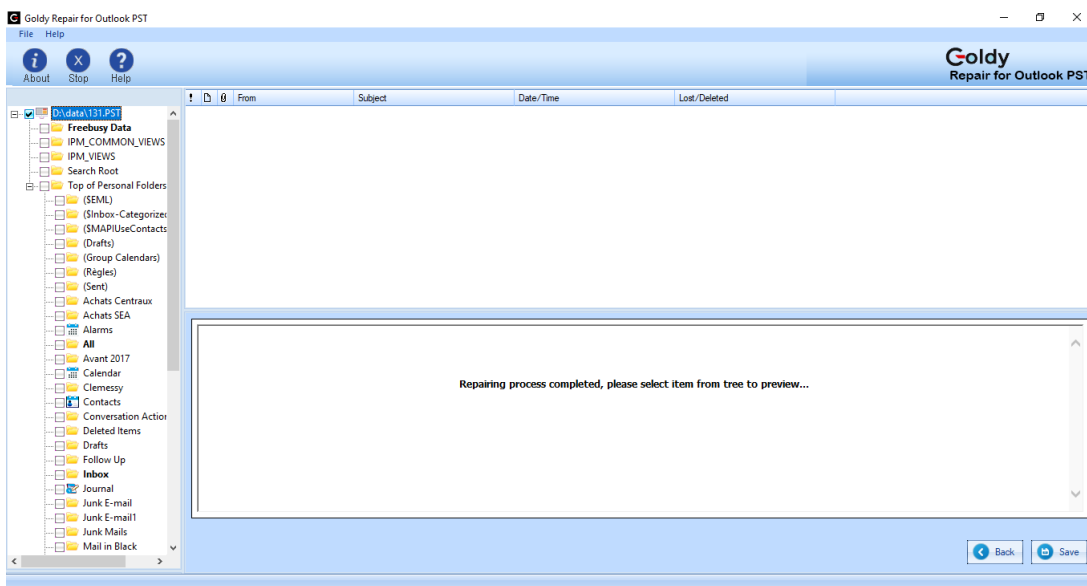 Goldy Repair for Outlook PST
File Help
About Stop Help
Goldy
Repair for Outlook PST
! From Subject Date/Time Lost/Deleted
D:\data\131.PST
Freebusy Data
IPM_COMMON_VIEWS
IPM_VIEWS
Search Root
Top of Personal Folders
($EML)
($Inbox-Categorized
($MAPIUseContacts
(Drafts)
(Group Calendars)
(Règles)
(Sent)
Achats Centraux
Achats SEA
Alarms
All
Avant 2017
Calendar
Clemessy
Contacts
Conversation Action
Deleted Items
Drafts
Follow Up
Inbox
Journal
Junk E-mail
Junk E-mail1
Junk Mails
Mail in Black
Repairing process completed, please select item from tree to preview...
Back Save